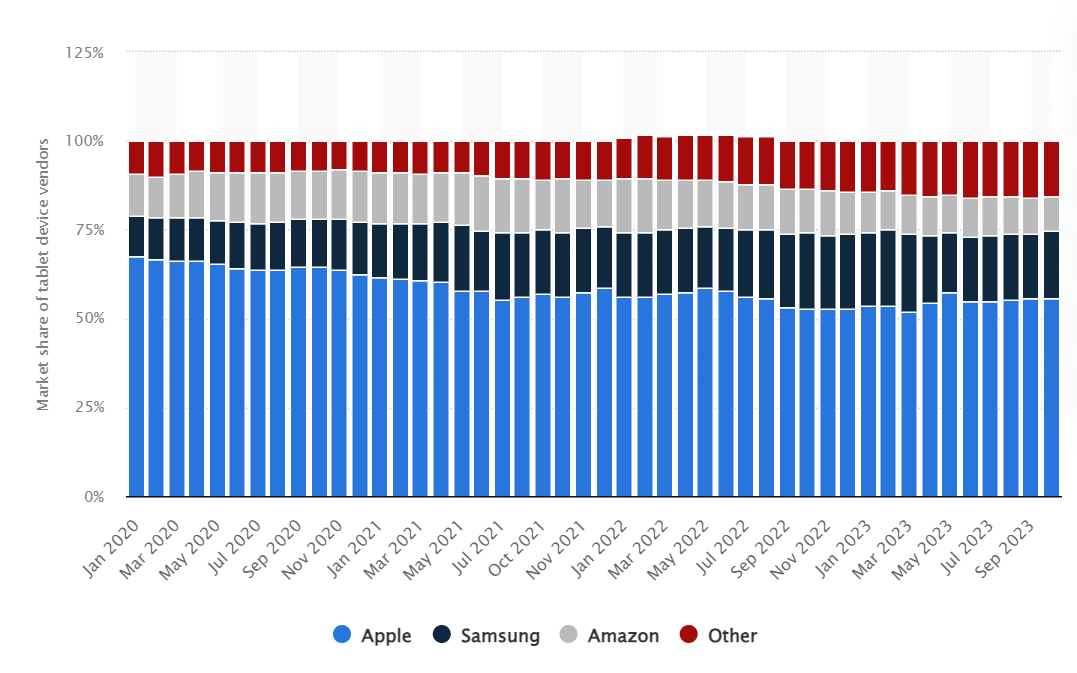 125%
100%
75%
50%
25%
0%
Market share of tablet device vendors
Jan 2020
Mar 2020
May 2020
Jul 2020
Sep 2020
Nov 2020
Jan 2021
Mar 2021
May 2021
Jul 2021
Oct 2021
Nov 2021
Jan 2022
Mar 2022
May 2022
Jul 2022
Sep 2022
Nov 2022
Jan 2023
Mar 2023
May 2023
Jul 2023
Sep 2023
Apple
Samsung
Amazon
Other